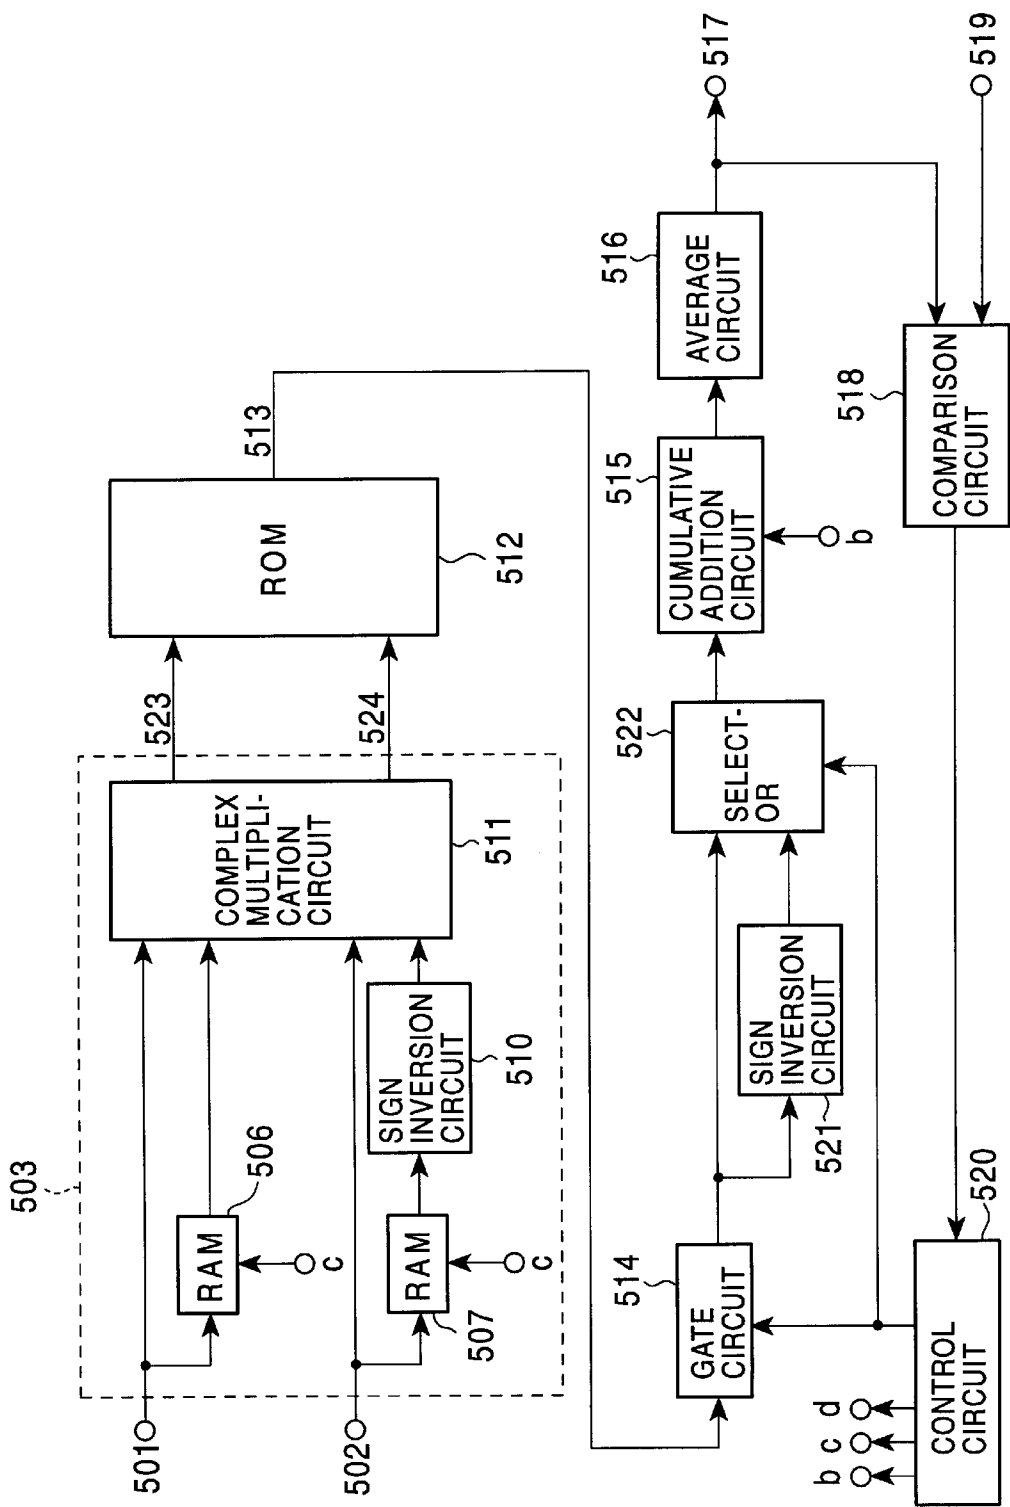 503
501
502
RAM
506
c
RAM
507
c
SIGN
INVERSION
CIRCUIT
510
COMPLEX
MULTIPLI-
CATION
CIRCUIT
511
523
524
ROM
512
513
GATE
CIRCUIT
514
SIGN
INVERSION
CIRCUIT
521
SELECT-
OR
522
CUMULATIVE
ADDITION
CIRCUIT
515
b
AVERAGE
CIRCUIT
516
517
b
c
d
CONTROL
CIRCUIT
520
COMPARISON
CIRCUIT
518
519